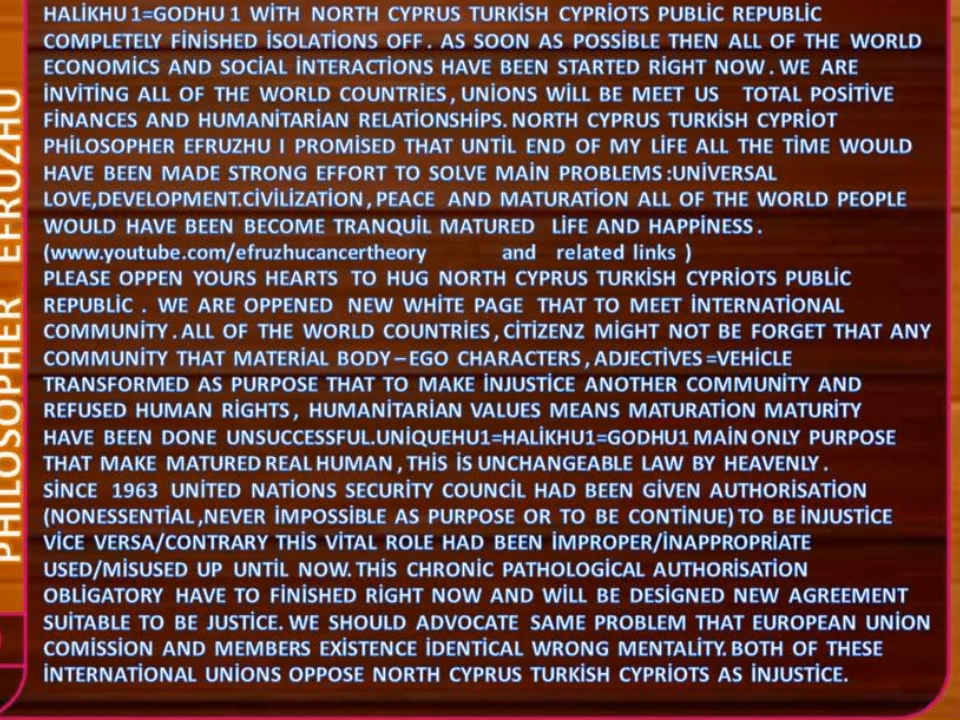 HALİKHU 1=GODHU 1 WİTH NORTH CYPRUS TURKİSH CYPRİOTS PUBLİC REPUBLİC
COMPLETELY FİNİSHED İSOLATİONS OFF . AS SOON AS POSSİBLE THEN ALL OF THE WORLD
ECONOMİCS AND SOCİAL İNTERACTİONS HAVE BEEN STARTED RİGHT NOW . WE ARE
İNVİTİNG ALL OF THE WORLD COUNTRİES , UNİONS WİLL BE MEET US TOTAL POSİTİVE
FİNANCES AND HUMANİTARİAN RELATİONSHİPS. NORTH CYPRUS TURKİSH CYPRİOT
PHİLOSOPHER EFRUZHU I PROMİSED THAT UNTİL END OF MY LİFE ALL THE TİME WOULD
HAVE BEEN MADE STRONG EFFORT TO SOLVE MAİN PROBLEMS :UNİVERSAL
LOVE,DEVELOPMENT.CİVİLİZATİON , PEACE AND MATURATİON ALL OF THE WORLD PEOPLE
WOULD HAVE BEEN BECOME TRANQUİL MATURED LİFE AND HAPPİNESS .
(www.youtube.com/efruzhucancertheory and related links )
PLEASE OPPEN YOURS HEARTS TO HUG NORTH CYPRUS TURKİSH CYPRİOTS PUBLİC
REPUBLİC . WE ARE OPPENED NEW WHİTE PAGE THAT TO MEET İNTERNATİONAL
COMMUNİTY . ALL OF THE WORLD COUNTRİES , CİTİZENZ MİGHT NOT BE FORGET THAT ANY
COMMUNİTY THAT MATERİAL BODY – EGO CHARACTERS , ADJECTİVES =VEHİCLE
TRANSFORMED AS PURPOSE THAT TO MAKE İNJUSTİCE ANOTHER COMMUNİTY AND
REFUSED HUMAN RİGHTS , HUMANİTARİAN VALUES MEANS MATURATİON MATURİTY
HAVE BEEN DONE UNSUCCESSFUL.UNİQUEHU1=HALİKHU1=GODHU1 MAİN ONLY PURPOSE
THAT MAKE MATURED REAL HUMAN , THİS İS UNCHANGEABLE LAW BY HEAVENLY .
SİNCE 1963 UNİTED NATİONS SECURİTY COUNCİL HAD BEEN GİVEN AUTHORİSATİON
(NONESSENTİAL ,NEVER İMPOSSİBLE AS PURPOSE OR TO BE CONTİNUE) TO BE İNJUSTİCE
VİCE VERSA/CONTRARY THİS VİTAL ROLE HAD BEEN İMPROPER/İNAPPROPRİATE
USED/MİSUSED UP UNTİL NOW. THİS CHRONİC PATHOLOGİCAL AUTHORİSATİON
OBLİGATORY HAVE TO FİNİSHED RİGHT NOW AND WİLL BE DESİGNED NEW AGREEMENT
SUİTABLE TO BE JUSTİCE. WE SHOULD ADVOCATE SAME PROBLEM THAT EUROPEAN UNİON
COMİSSİON AND MEMBERS EXİSTENCE İDENTİCAL WRONG MENTALİTY. BOTH OF THESE
İNTERNATİONAL UNİONS OPPOSE NORTH CYPRUS TURKİSH CYPRİOTS AS İNJUSTİCE.
PHILOSOPHER EFRUZHU